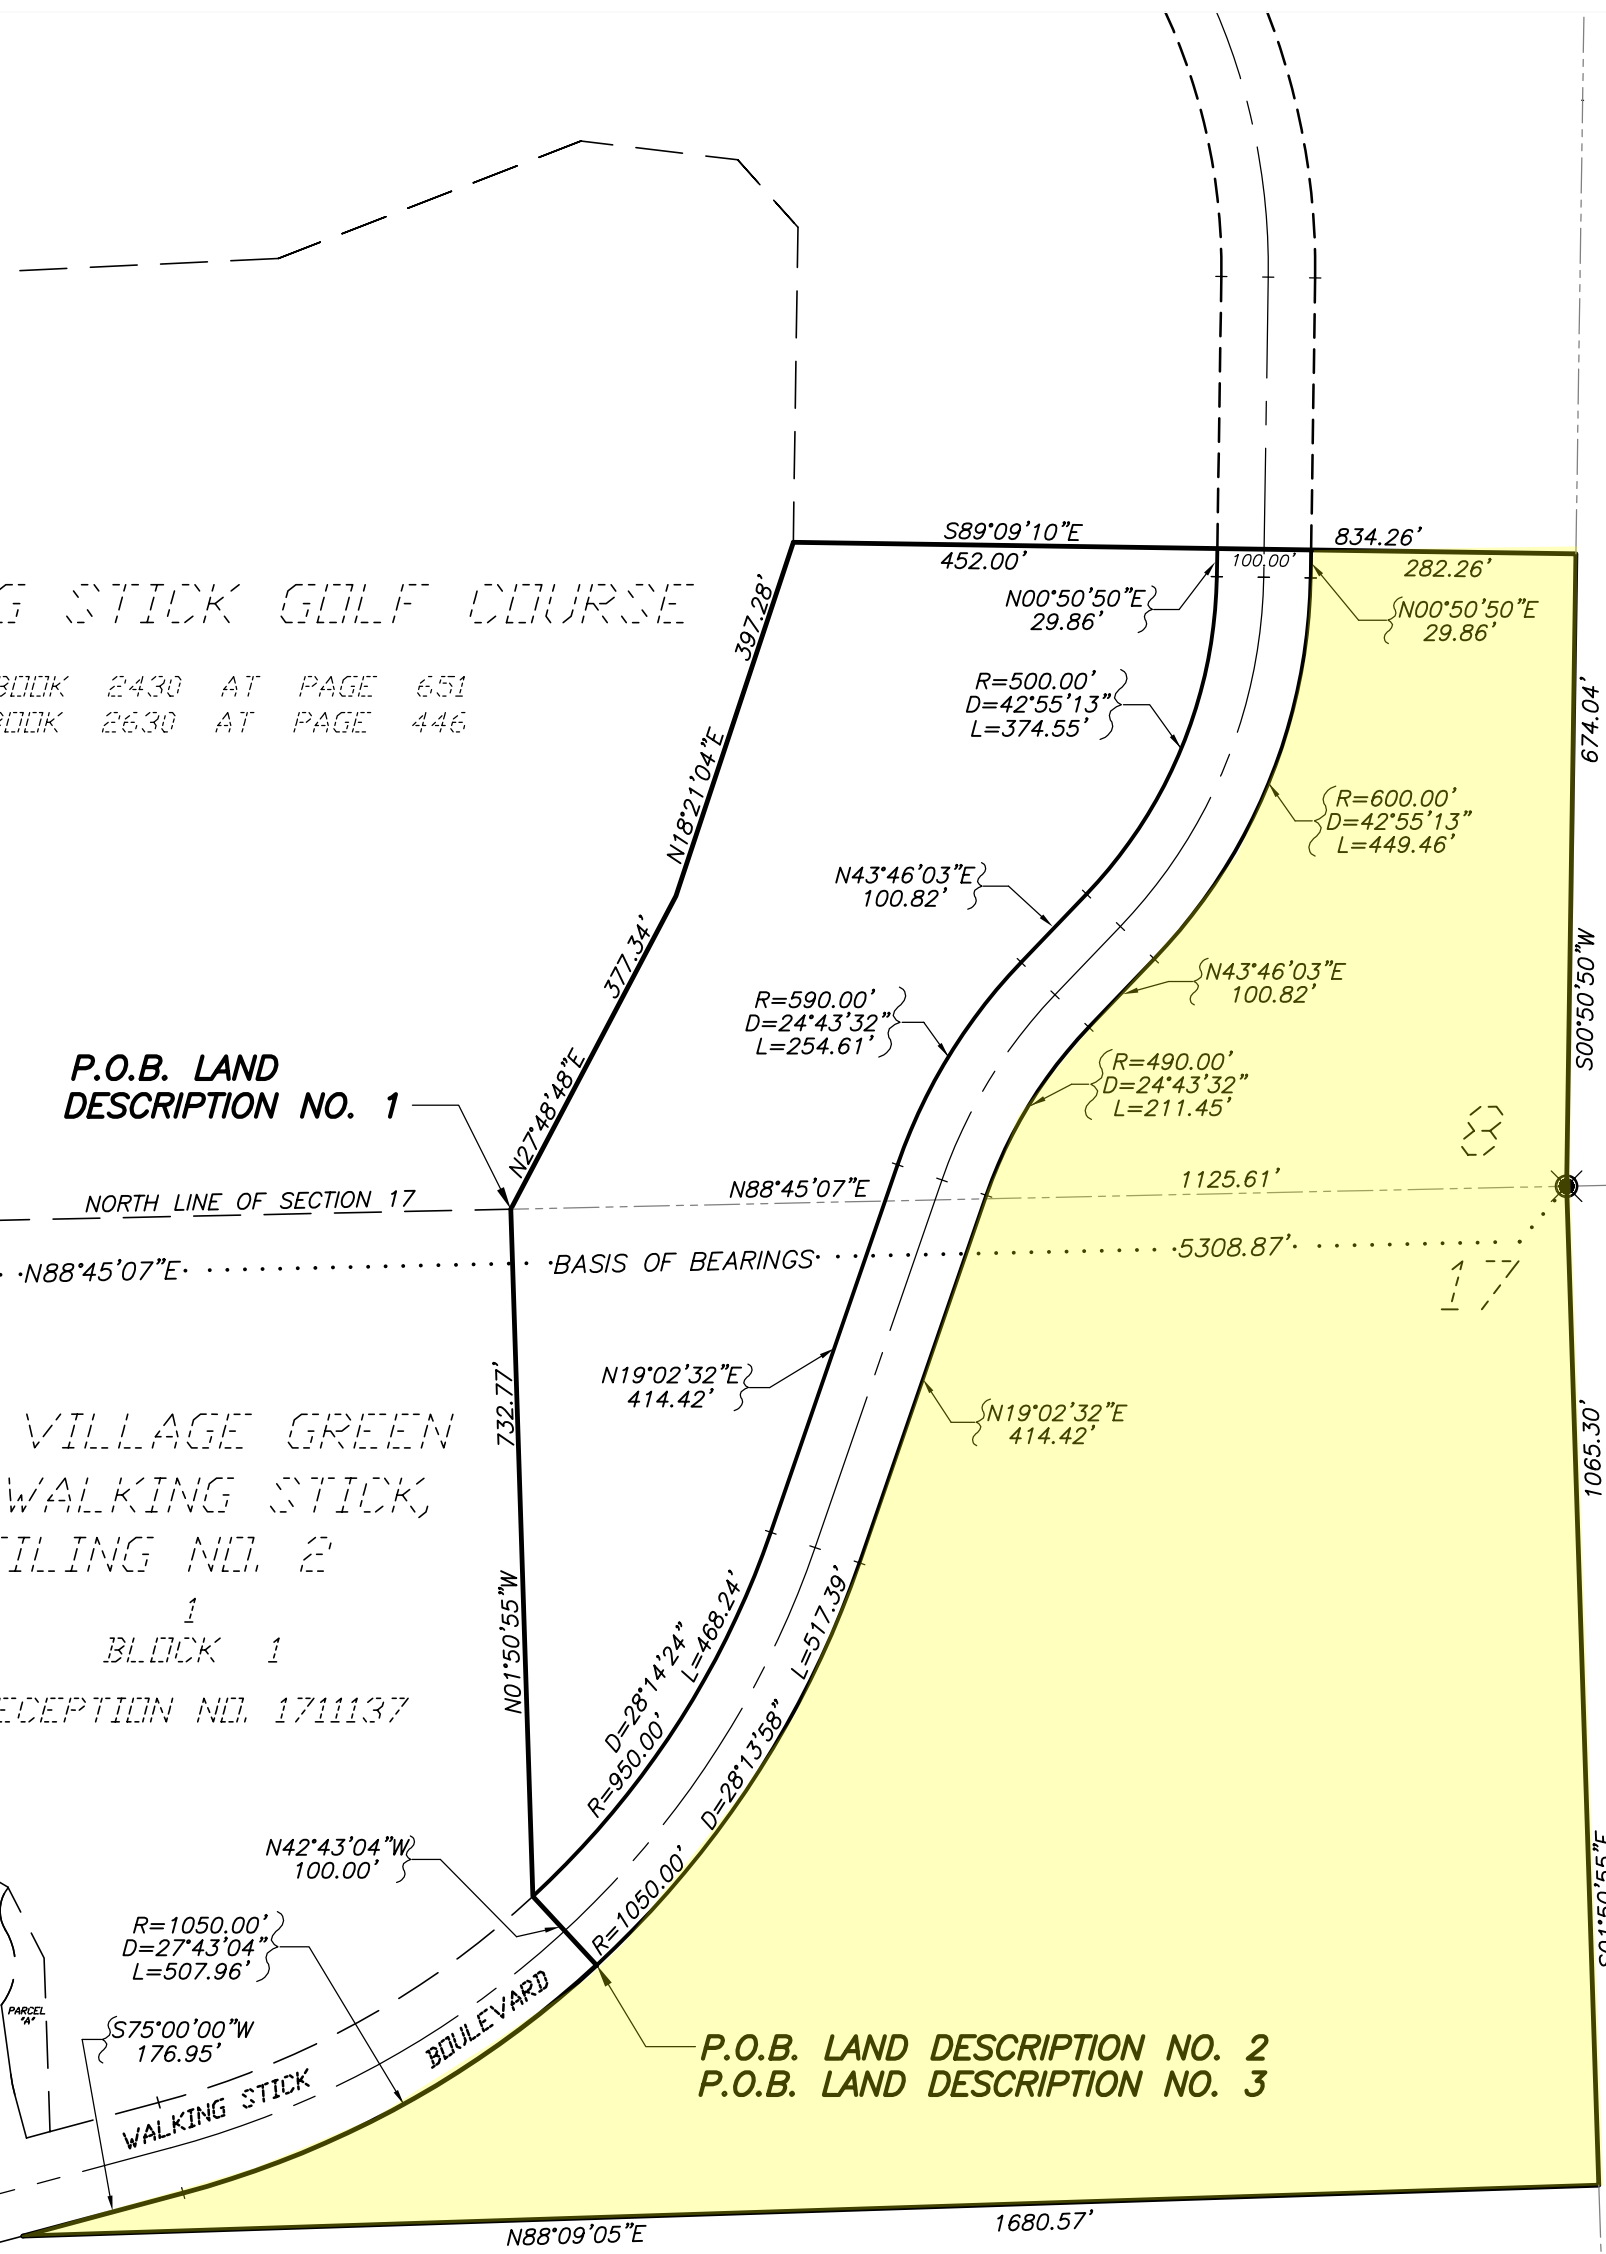 S89°09'10"E
834.26'
452.00'
100.00'
282.26'
N00°50'50"E
29.86'
N00°50'50"E
29.86'
G STICK GOLF COURSE
BOOK 2430 AT PAGE 651
BOOK 2630 AT PAGE 446
397.28'
N18°21'04"E
R=500.00'
D=42°55'13"
L=374.55'
674.04'
R=600.00'
D=42°55'13"
L=449.46'
N43°46'03"E
100.82'
377.34'
N27°48'48"E
N43°46'03"E
100.82'
S00°50'50"W
R=590.00'
D=24°43'32"
L=254.61'
P.O.B. LAND
DESCRIPTION NO. 1
R=490.00'
D=24°43'32"
L=211.45'
8
NORTH LINE OF SECTION 17
N88°45'07"E
1125.61'
N88°45'07"E
BASIS OF BEARINGS
5308.87'
17
N19°02'32"E
414.42'
N19°02'32"E
414.42'
732.77'
N01°50'55"W
VILLAGE GREEN
WALKING STICK,
ILING NO. 2
1
BLOCK 1
ECEPTION NO. 1711137
1065.30'
S01°50'55"E
D=28°14'24"
L=468.24'
R=950.00'
L=517.39'
D=28°13'58"
R=1050.00'
N42°43'04"W
100.00'
R=1050.00'
D=27°43'04"
L=507.96'
PARCEL
"A"
S75°00'00"W
176.95'
WALKING STICK BOULEVARD
P.O.B. LAND DESCRIPTION NO. 2
P.O.B. LAND DESCRIPTION NO. 3
N88°09'05"E
1680.57'